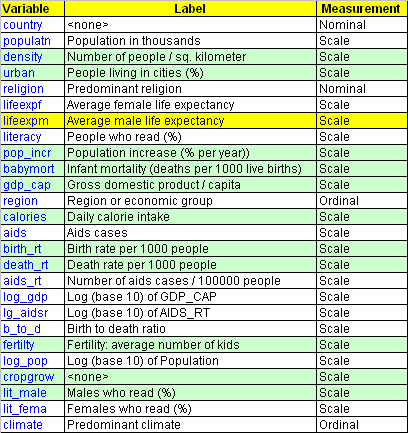 Variable Label Measurement
country <none> Nominal
populatn Population in thousands Scale
density Number of people / sq. kilometer Scale
urban People living in cities (%) Scale
religion Predominant religion Nominal
lifeexpf Average female life expectancy Scale
lifeexpm Average male life expectancy Scale
literacy People who read (%) Scale
pop_incr Population increase (% per year)) Scale
babymort Infant mortality (deaths per 1000 live births) Scale
gdp_cap Gross domestic product / capita Scale
region Region or economic group Ordinal
calories Daily calorie intake Scale
aids Aids cases Scale
birth_rt Birth rate per 1000 people Scale
death_rt Death rate per 1000 people Scale
aids_rt Number of aids cases / 100000 people Scale
log_gdp Log (base 10) of GDP_CAP Scale
lg_aidsr Log (base 10) of AIDS_RT Scale
b_to_d Birth to death ratio Scale
fertilty Fertility: average number of kids Scale
log_pop Log (base 10) of Population Scale
cropgrow <none> Scale
lit_male Males who read (%) Scale
lit_fema Females who read (%) Scale
climate Predominant climate Ordinal